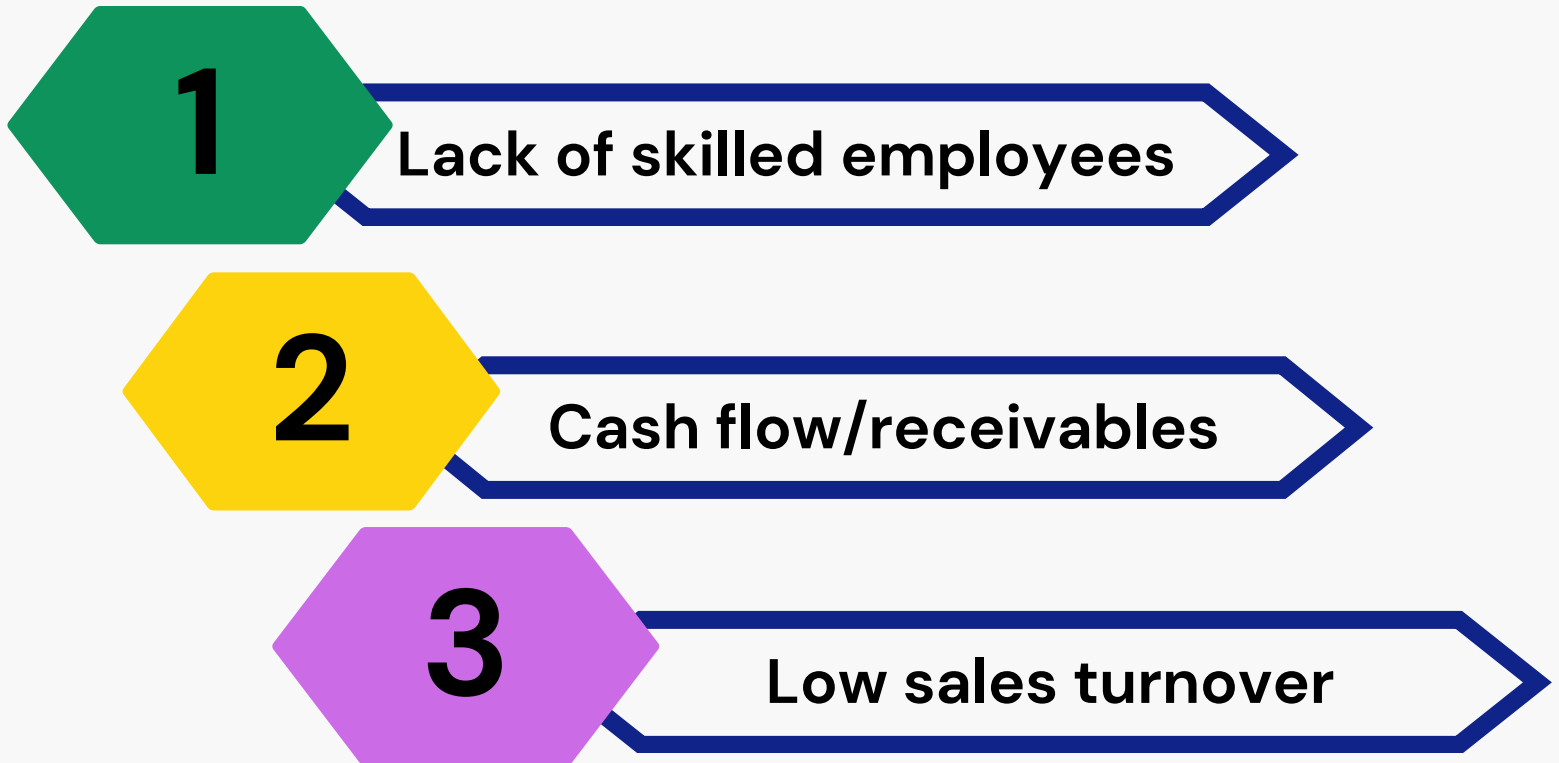 1
Lack of skilled employees
2
Cash flow/receivables
3
Low sales turnover